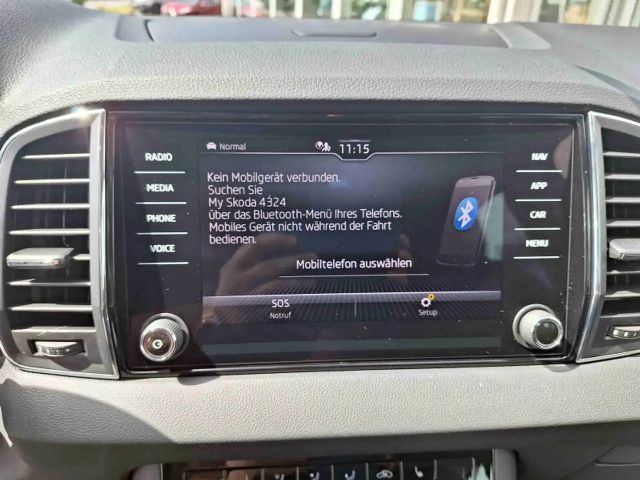 Normal
11:15
RADIO
MEDIA
PHONE
VOICE
Kein Mobilgerät verbunden.
Suchen Sie
My Skoda 4324
über das Bluetooth-Menü Ihres Telefons.
Mobiles Gerät nicht während der Fahrt
bedienen.
Mobiltelefon auswählen
SOS
Notruf
Setup
NAV
APP
CAR
MENU